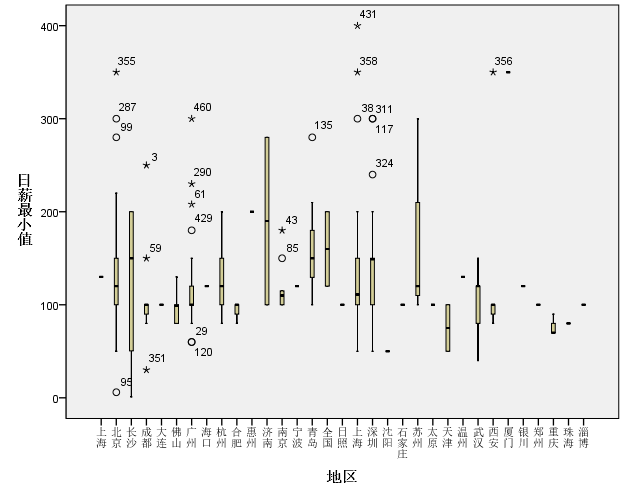 400
431
355
358
356
300
287
99
460
38
311
117
135
3
290
61
429
324
200
59
43
85
100
351
29
120
95
0
日薪最小值
上海
北京
长沙
成都
大连
佛山
广州
海口
杭州
合肥
惠州
济南
南京
宁波
青岛
全国
日照
上海
深圳
沈阳
石家庄
苏州
太原
天津
温州
武汉
西安
厦门
银川
郑州
重庆
珠海
淄博
地区